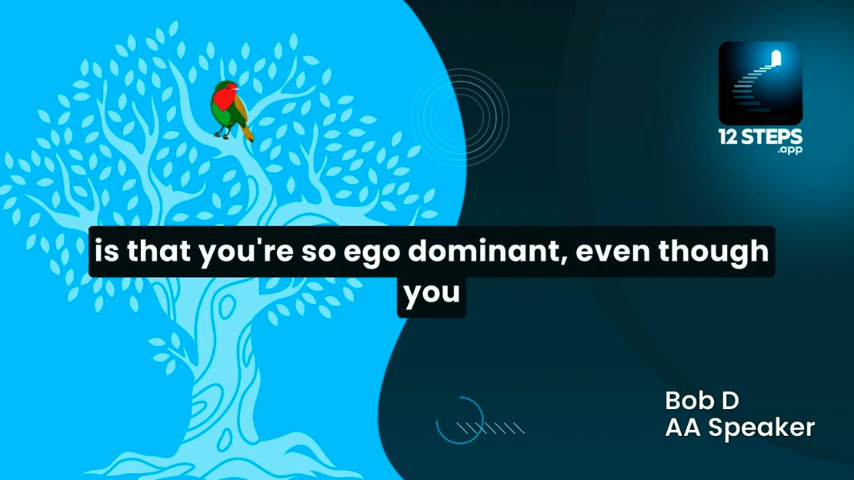 12 STEPS
.app
is that you're so ego dominant, even though
you
Bob D
AA Speaker